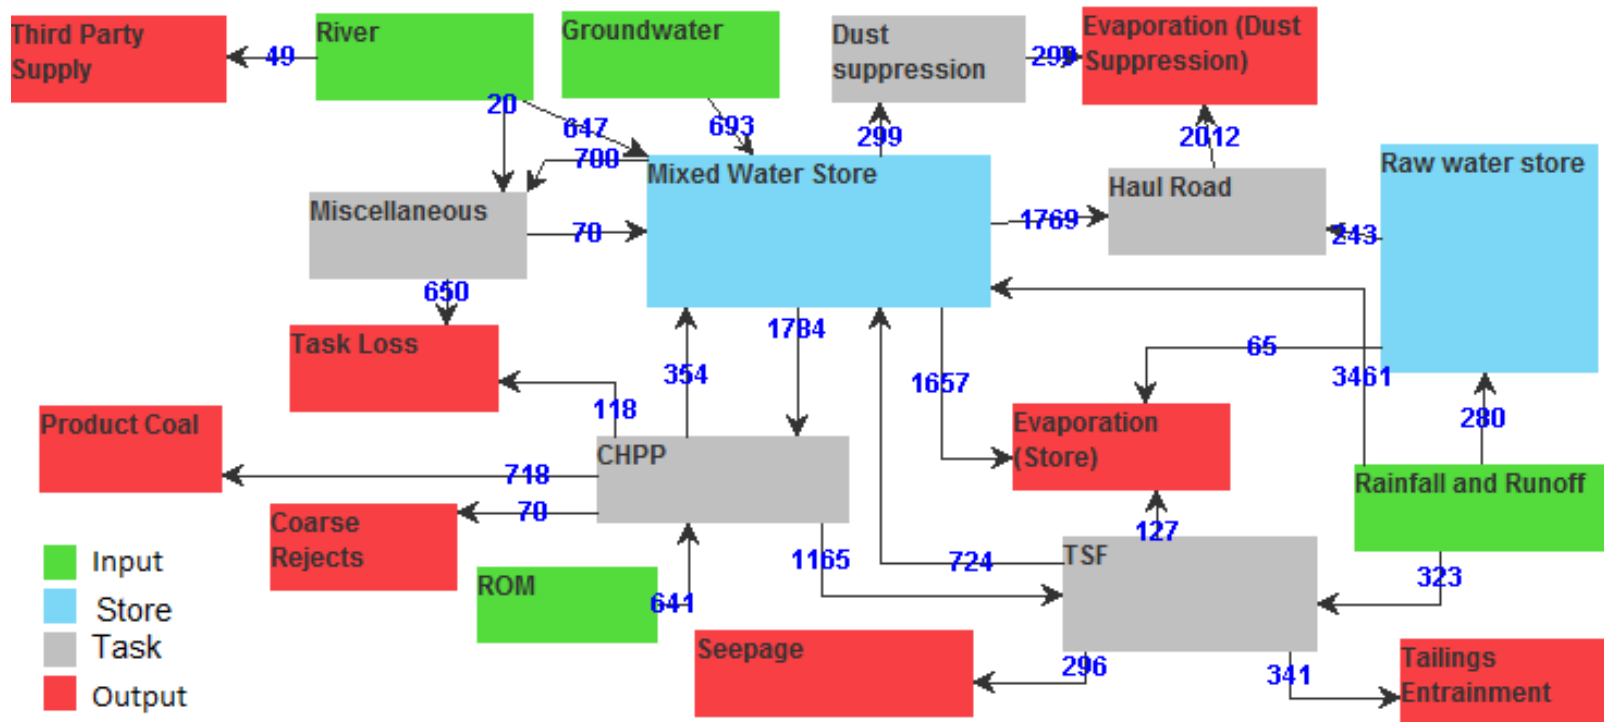 Third Party
Supply
49
River
Groundwater
Dust
suppression
299
Evaporation (Dust
Suppression)
20
647
693
299
2012
700
Mixed Water Store
Raw water store
Miscellaneous
70
1769
Haul Road
243
650
Task Loss
354
1784
1657
65
3461
118
280
Product Coal
CHPP
Evaporation
(Store)
718
Rainfall and Runoff
Coarse
Rejects
70
127
1165
724
TSF
323
ROM
641
Seepage
296
341
Tailings
Entrainment
Input
Store
Task
Output